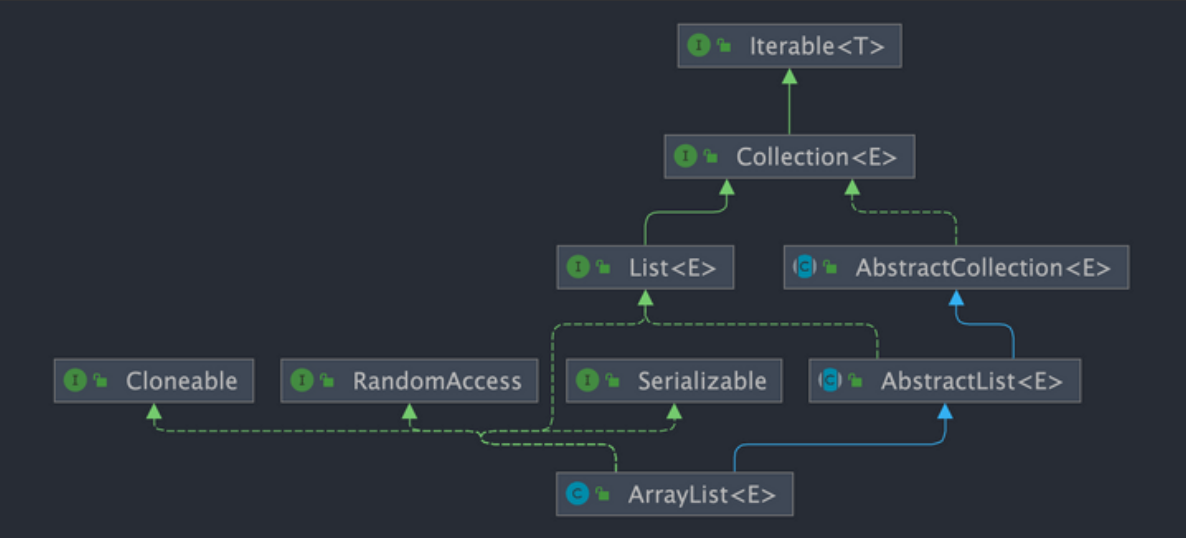 I Iterable<T>
I Collection<E>
I List<E>
C AbstractCollection<E>
I Cloneable
I RandomAccess
I Serializable
C AbstractList<E>
C ArrayList<E>